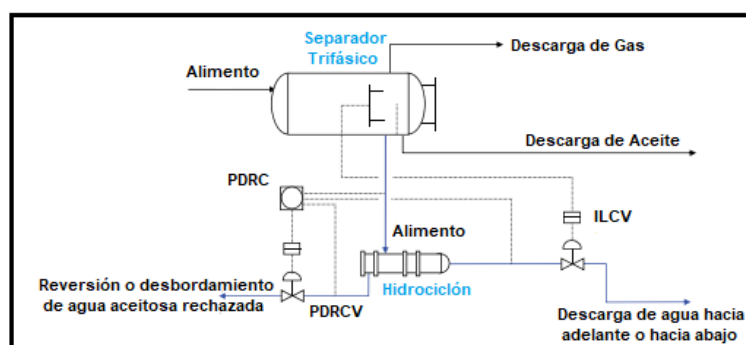 Separador
Trifásico
Descarga de Gas
Alimento
Descarga de Aceite
PDRC
ILCV
Alimento
Reversión o desbordamiento
de agua aceitosa rechazada
PDRCV
Hidrociclón
Descarga de agua hacia
adelante o hacia abajo